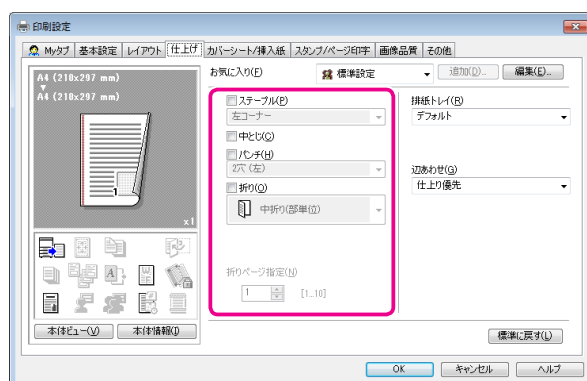 印刷設定
Myタブ 基本設定 レイアウト 仕上げ カバーシート/挿入紙 スタンプ/ページ印字 画像品質 その他
A4 (210x297 mm)
A4 (210x297 mm)
1
x1
本体ビュー(V) 本体情報(I)
お気に入り(F) 標準設定 追加(D)... 編集(E)...
ステープル(P)
左コーナー
中とじ(C)
パンチ(H)
2穴 (左)
折り(O)
中折り(部単位)
折りページ指定(N)
1 [1..10]
排紙トレイ(R)
デフォルト
辺あわせ(G)
仕上り優先
標準に戻す(L)
OK キャンセル ヘルプ